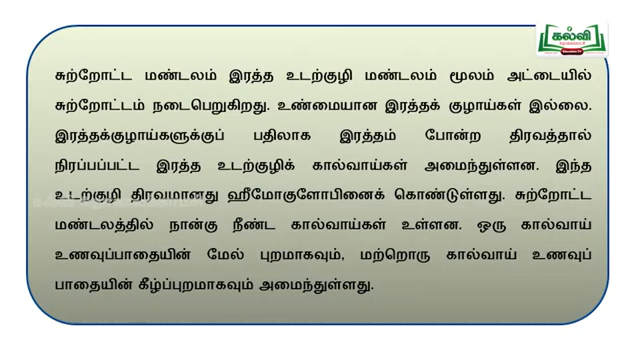 கல்வி
சுற்றோட்ட மண்டலம் இரத்த உடற்குழி மண்டலம் மூலம் அட்டையில்
சுற்றோட்டம் நடைபெறுகிறது. உண்மையான இரத்தக் குழாய்கள் இல்லை.
இரத்தக்குழாய்களுக்குப் பதிலாக இரத்தம் போன்ற திரவத்தால்
நிரப்பப்பட்ட இரத்த உடற்குழிக் கால்வாய்கள் அமைந்துள்ளன. இந்த
உடற்குழி திரவமானது ஹீமோகுளோபினைக் கொண்டுள்ளது. சுற்றோட்ட
மண்டலத்தில் நான்கு நீண்ட கால்வாய்கள் உள்ளன. ஒரு கால்வாய்
உணவுப்பாதையின் மேல் புறமாகவும், மற்றொரு கால்வாய் உணவுப்
பாதையின் கீழ்ப்புறமாகவும் அமைந்துள்ளது.